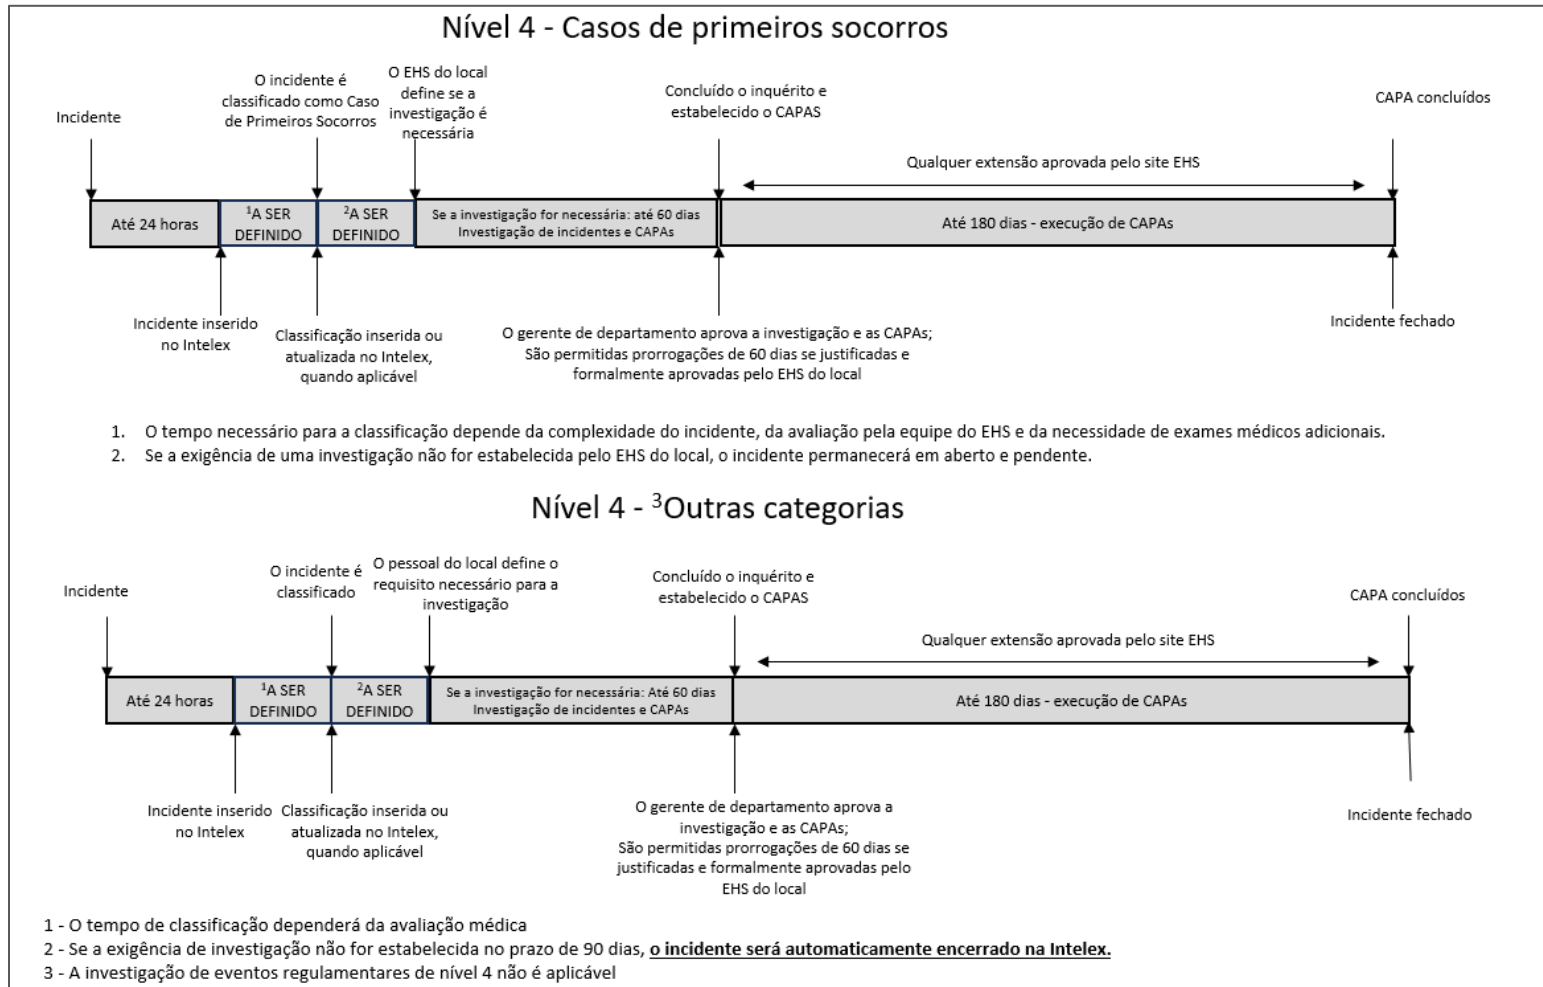 Nível 4 - Casos de primeiros socorros
Incidente
O incidente é
classificado como Caso
de Primeiros Socorros
O EHS do local
define se a
investigação é
necessária
Concluído o inquérito e
estabelecido o CAPAS
CAPA concluídos
Qualquer extensão aprovada pelo site EHS
Até 24 horas
¹A SER
DEFINIDO
²A SER
DEFINIDO
Se a investigação for necessária: até 60 dias
Investigação de incidentes e CAPAs
Até 180 dias - execução de CAPAs
Incidente inserido
no Intelex
Classificação inserida ou
atualizada no Intelex,
quando aplicável
O gerente de departamento aprova a investigação e as CAPAs;
São permitidas prorrogações de 60 dias se justificadas e
formalmente aprovadas pelo EHS do local
Incidente fechado
1. O tempo necessário para a classificação depende da complexidade do incidente, da avaliação pela equipe do EHS e da necessidade de exames médicos adicionais.
2. Se a exigência de uma investigação não for estabelecida pelo EHS do local, o incidente permanecerá em aberto e pendente.
Nível 4 - ³Outras categorias
Incidente
O incidente é
classificado
O pessoal do local define o
requisito necessário para a
investigação
Concluído o inquérito e
estabelecido o CAPAS
CAPA concluídos
Qualquer extensão aprovada pelo site EHS
Até 24 horas
¹A SER
DEFINIDO
²A SER
DEFINIDO
Se a investigação for necessária: Até 60 dias
Investigação de incidentes e CAPAs
Até 180 dias - execução de CAPAs
Incidente inserido
no Intelex
Classificação inserida ou
atualizada no Intelex,
quando aplicável
O gerente de departamento aprova a
investigação e as CAPAs;
São permitidas prorrogações de 60 dias se
justificadas e formalmente aprovadas pelo
EHS do local
Incidente fechado
1 - O tempo de classificação dependerá da avaliação médica
2 - Se a exigência de investigação não for estabelecida no prazo de 90 dias, o incidente será automaticamente encerrado na Intelex.
3 - A investigação de eventos regulamentares de nível 4 não é aplicável